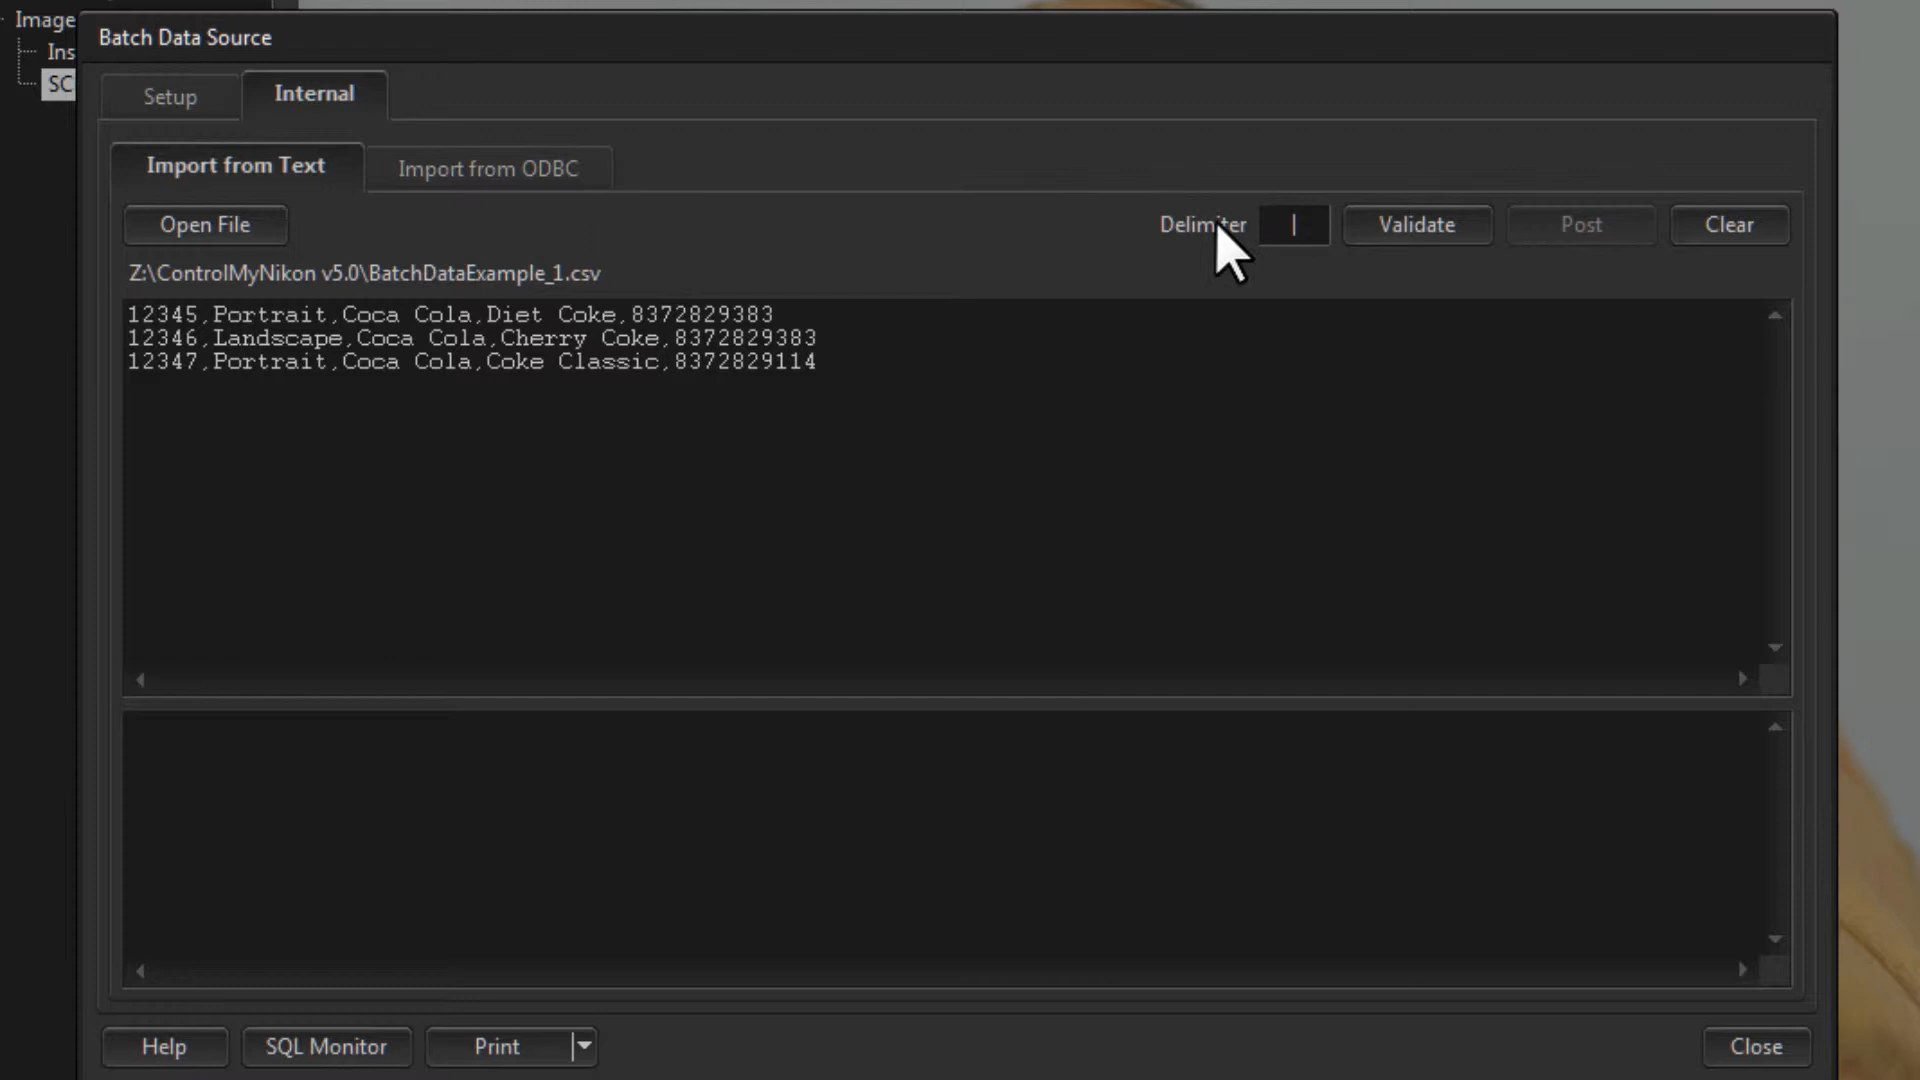 Image
Ins
SC
Batch Data Source
Setup
Internal
Import from Text
Import from ODBC
Open File
Delimiter
|
Validate
Post
Clear
Z:\ControlMyNikon v5.0\BatchDataExample_1.csv
12345,Portrait,Coca Cola,Diet Coke,8372829383
12346,Landscape,Coca Cola,Cherry Coke,8372829383
12347,Portrait,Coca Cola,Coke Classic,8372829114
Help
SQL Monitor
Print
Close